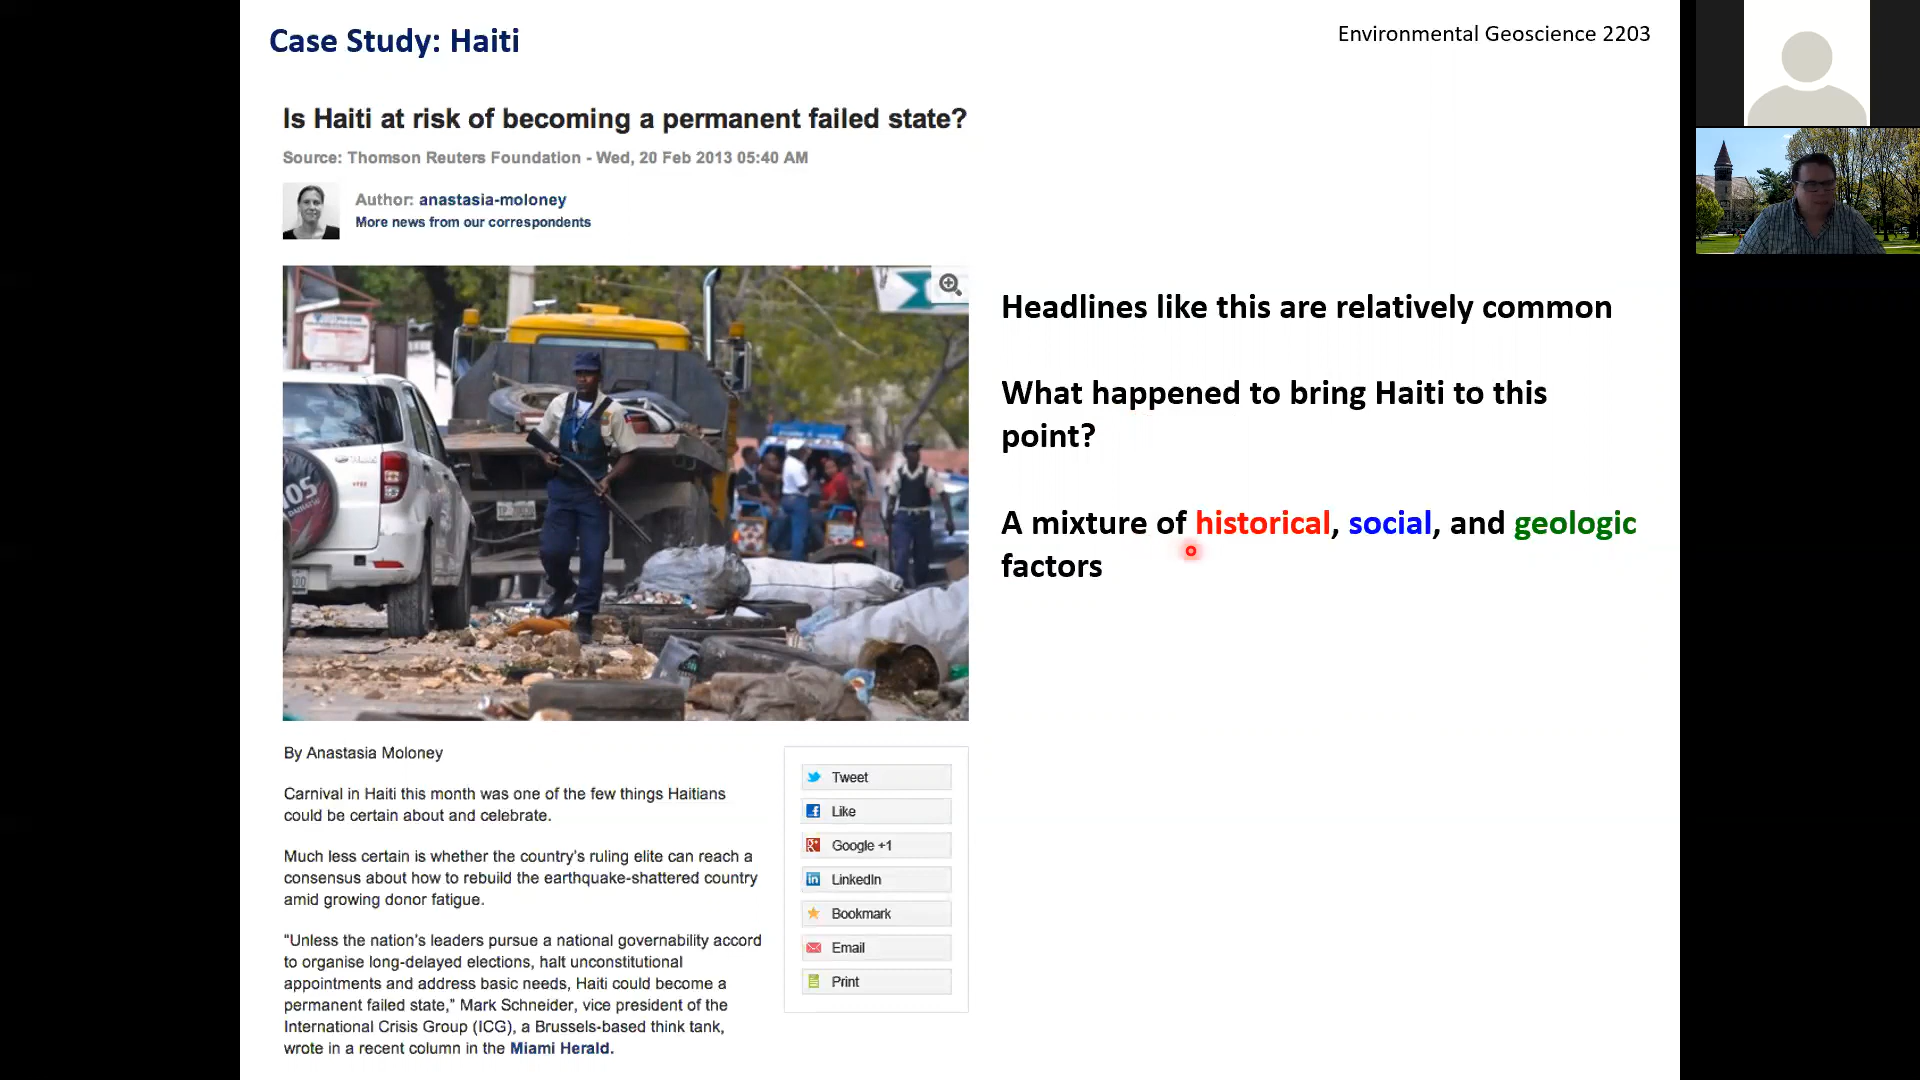 Case Study: Haiti
Environmental Geoscience 2203
Is Haiti at risk of becoming a permanent failed state?
Source: Thomson Reuters Foundation - Wed, 20 Feb 2013 05:40 AM
Author: anastasia-moloney
More news from our correspondents
Headlines like this are relatively common
What happened to bring Haiti to this
point?
A mixture of historical, social, and geologic
factors
By Anastasia Moloney
Carnival in Haiti this month was one of the few things Haitians
could be certain about and celebrate.
Much less certain is whether the country's ruling elite can reach a
consensus about how to rebuild the earthquake-shattered country
amid growing donor fatigue.
"Unless the nation's leaders pursue a national governability accord
to organise long-delayed elections, halt unconstitutional
appointments and address basic needs, Haiti could become a
permanent failed state," Mark Schneider, vice president of the
International Crisis Group (ICG), a Brussels-based think tank,
wrote in a recent column in the Miami Herald.
Tweet
Like
Google +1
LinkedIn
Bookmark
Email
Print